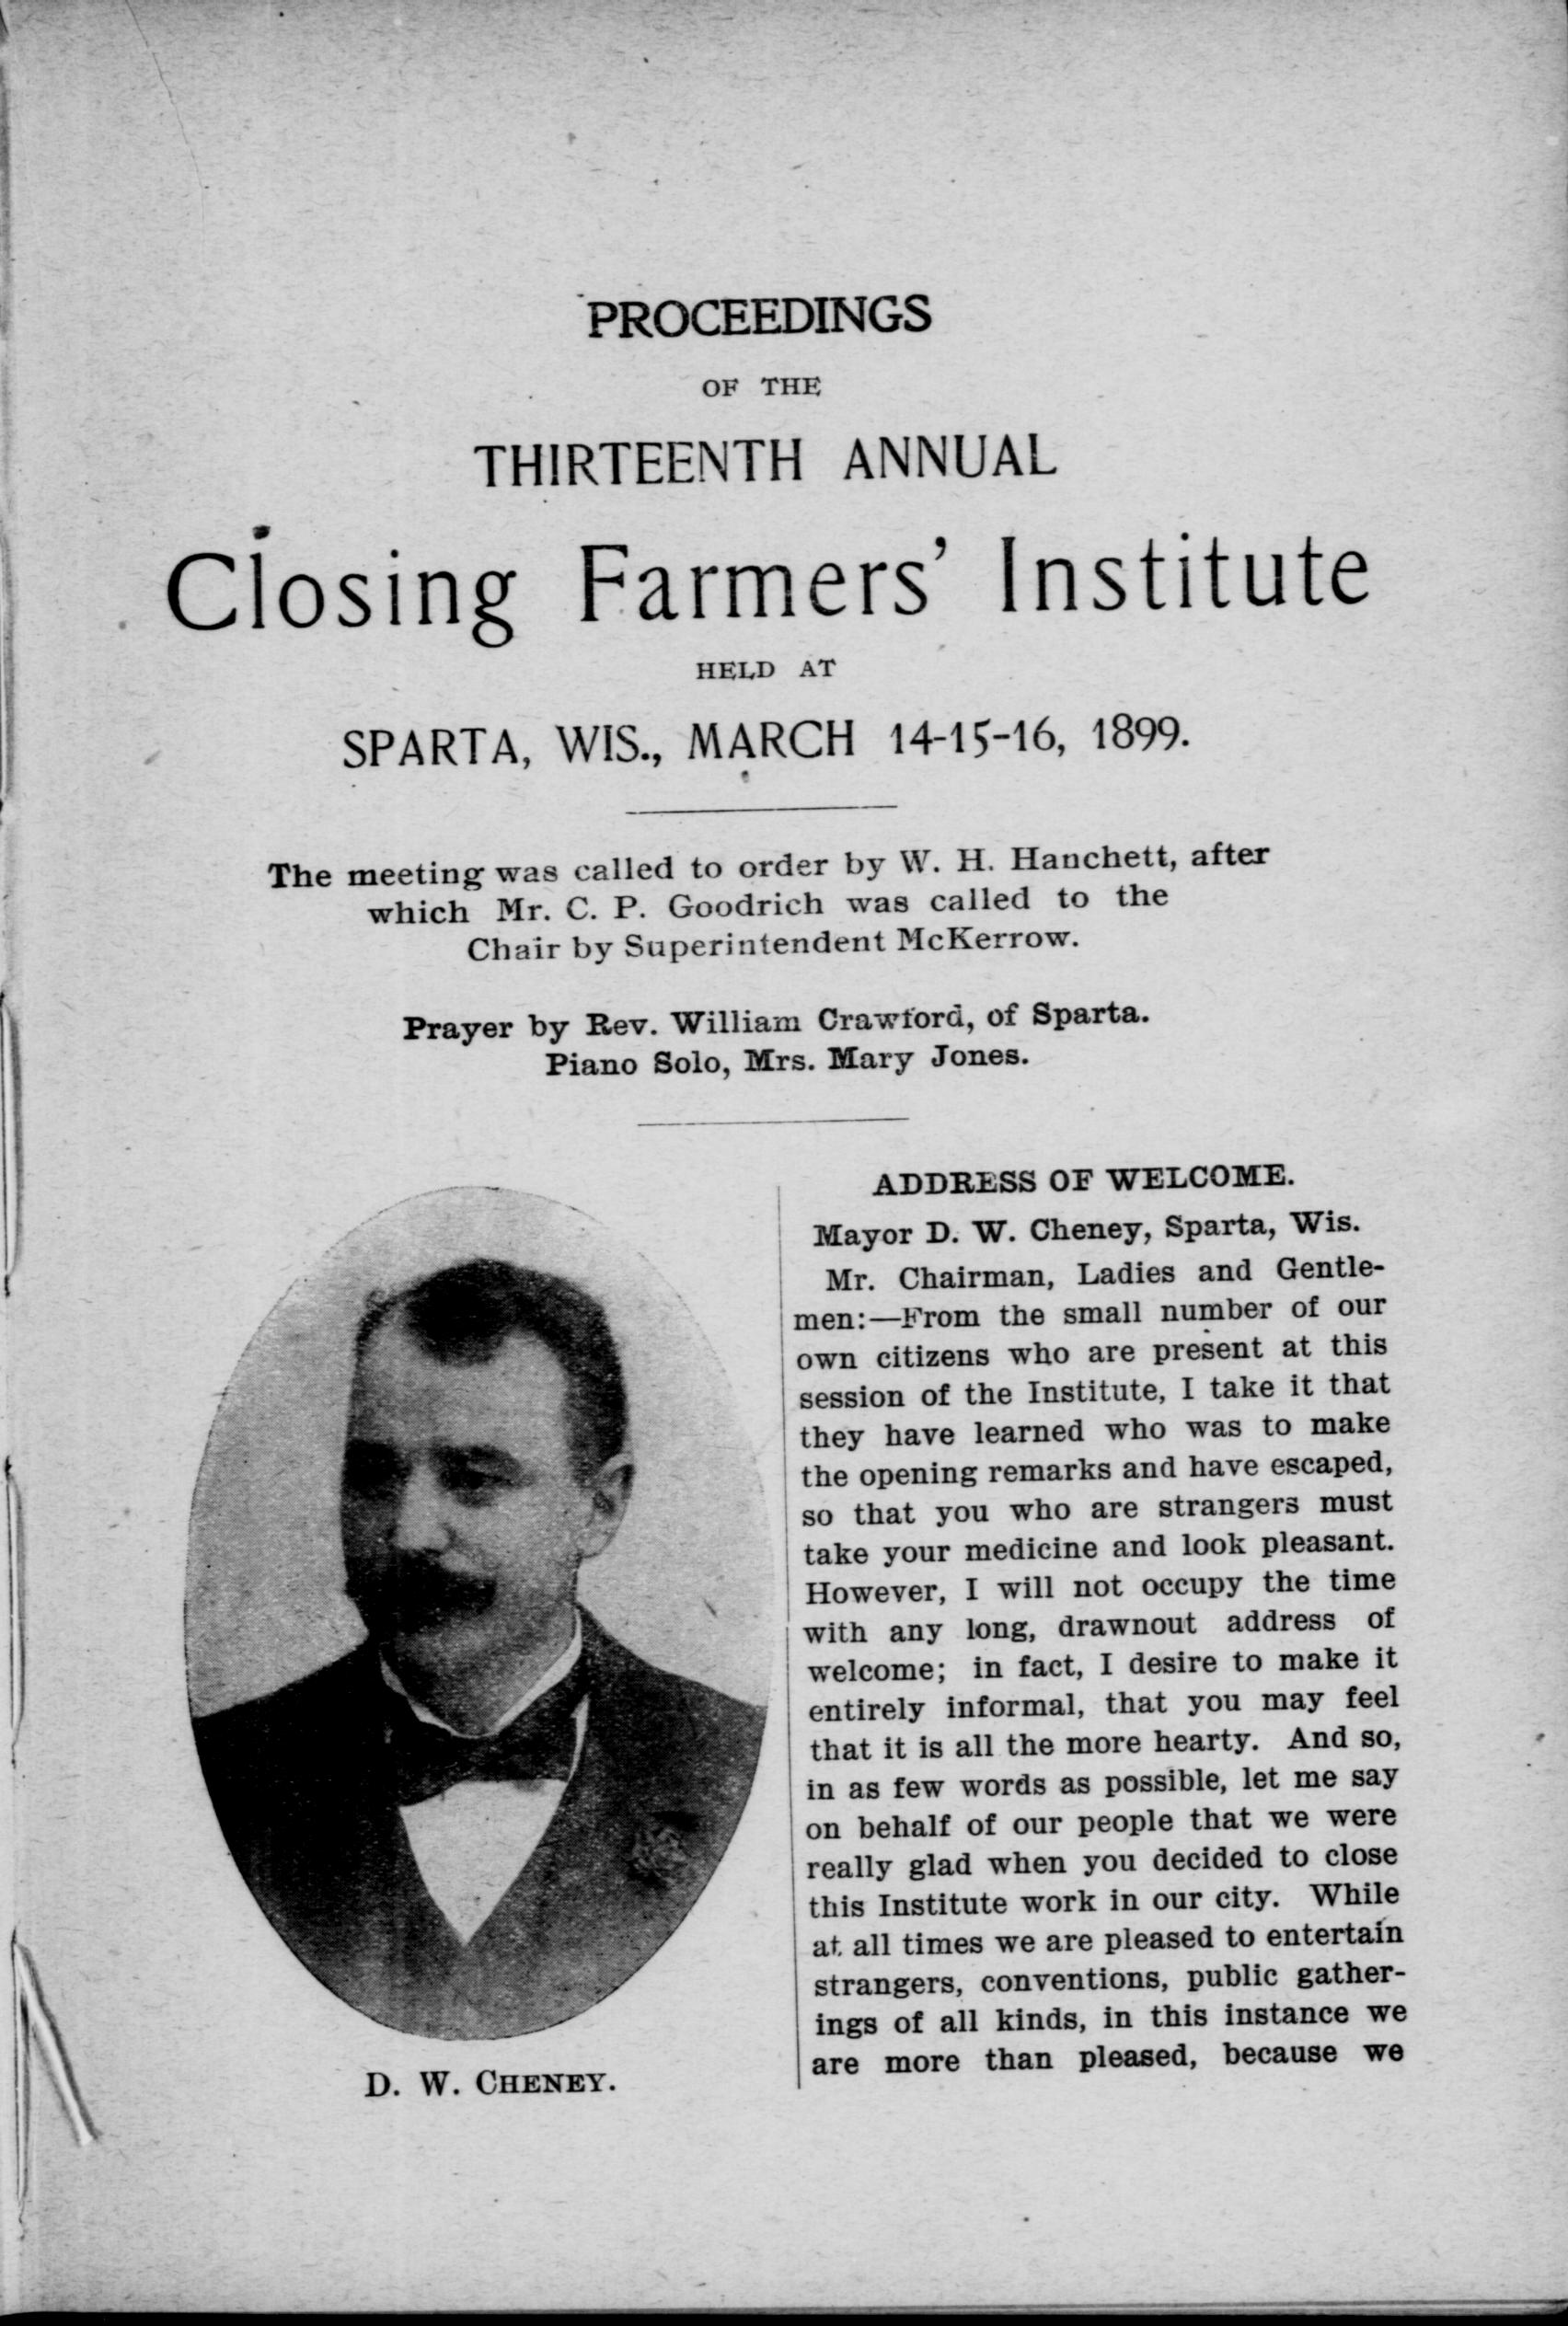 PROCEEDINGS
OF THE
THIRTEENTH ANNUAL
Closing Farmers' Institute
HELD AT
SPARTA, WIS., MARCH 14-15-16, 1899.
The meeting was called to order by W. H. Hanchett, after
which Mr. C. P. Goodrich was called to the
Chair by Superintendent McKerrow.
Prayer by Rev. William Crawford, of Sparta.
Piano Solo, Mrs. Mary Jones.
D. W. CHENEY.
ADDRESS OF WELCOME.
Mayor D. W. Cheney, Sparta, Wis.
Mr. Chairman, Ladies and Gentle-
men:—From the small number of our
own citizens who are present at this
session of the Institute, I take it that
they have learned who was to make
the opening remarks and have escaped,
so that you who are strangers must
take your medicine and look pleasant.
However, I will not occupy the time
with any long, drawnout address of
welcome; in fact, I desire to make it
entirely informal, that you may feel
that it is all the more hearty. And so,
in as few words as possible, let me say
on behalf of our people that we were
really glad when you decided to close
this Institute work in our city. While
at all times we are pleased to entertain
strangers, conventions, public gather-
ings of all kinds, in this instance we
are more than pleased, because we